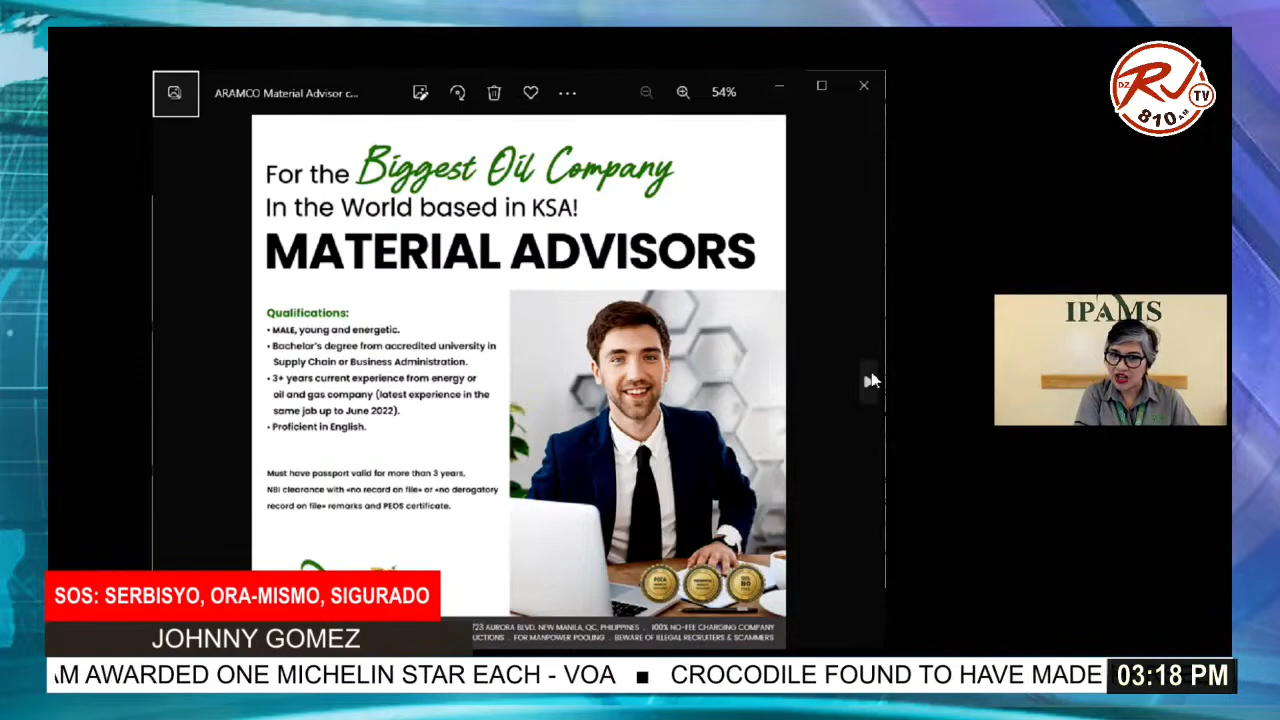 ARAMCO Material Advisor c...
54%
DZ RJ TV
810 AM
For the Biggest Oil Company
In the World based in KSA!
MATERIAL ADVISORS
Qualifications:
• MALE, young and energetic.
• Bachelor's degree from accredited university in
Supply Chain or Business Administration.
• 3+ years current experience from energy or
oil and gas company (latest experience in the
same job up to June 2022).
• Proficient in English.
Must have passport valid for more than 3 years,
NBI clearance with «no record on file» or «no derogatory
record on file» remarks and PEOS certificate.
IPAMS
723 AURORA BLVD. NEW MANILA, QC, PHILIPPINES . 100% NO-FEE CHARGING COMPANY
UCTIONS . FOR MANPOWER POOLING . BEWARE OF ILLEGAL RECRUITERS & SCAMMERS
SOS: SERBISYO, ORA-MISMO, SIGURADO
JOHNNY GOMEZ
AM AWARDED ONE MICHELIN STAR EACH - VOA ■ CROCODILE FOUND TO HAVE MADE
03:18 PM